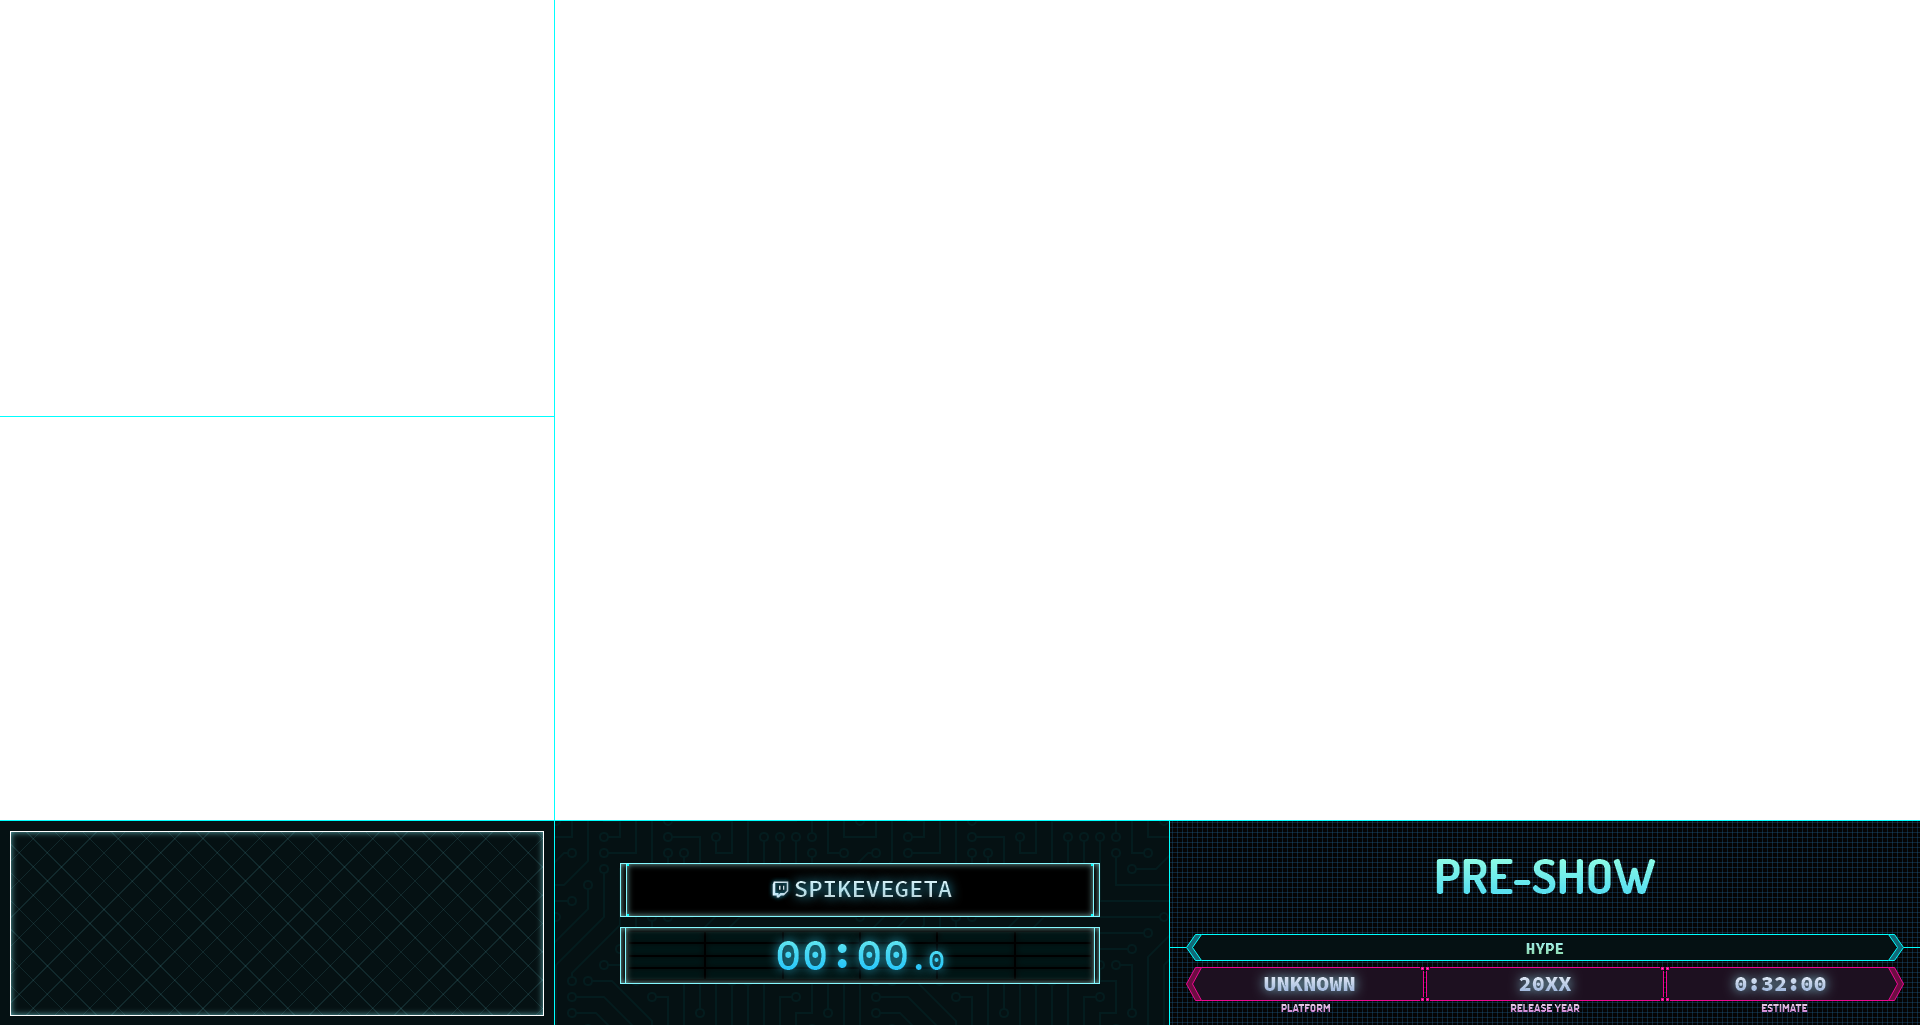 SPIKEVEGETA
00:00.0
PRE-SHOW
HYPE
UNKNOWN 20XX 0:32:00
PLATFORM RELEASE YEAR ESTIMATE